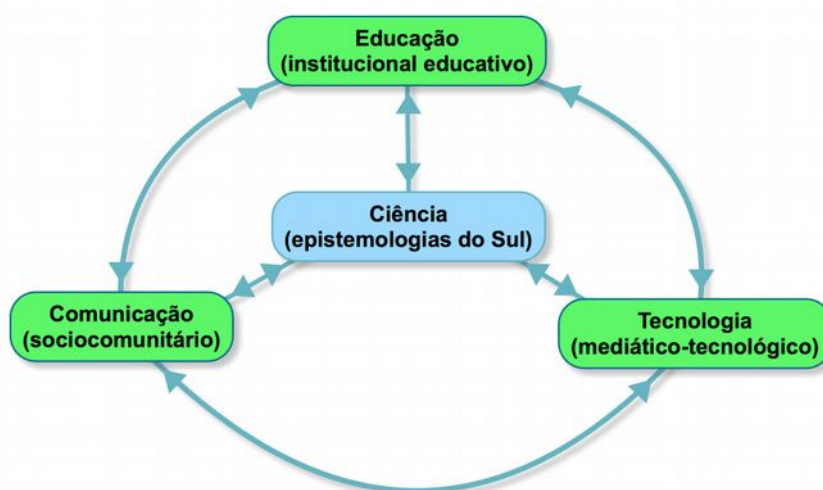 Educação
(institucional educativo)
Ciência
(epistemologias do Sul)
Comunicação
(sociocomunitário)
Tecnologia
(mediático-tecnológico)